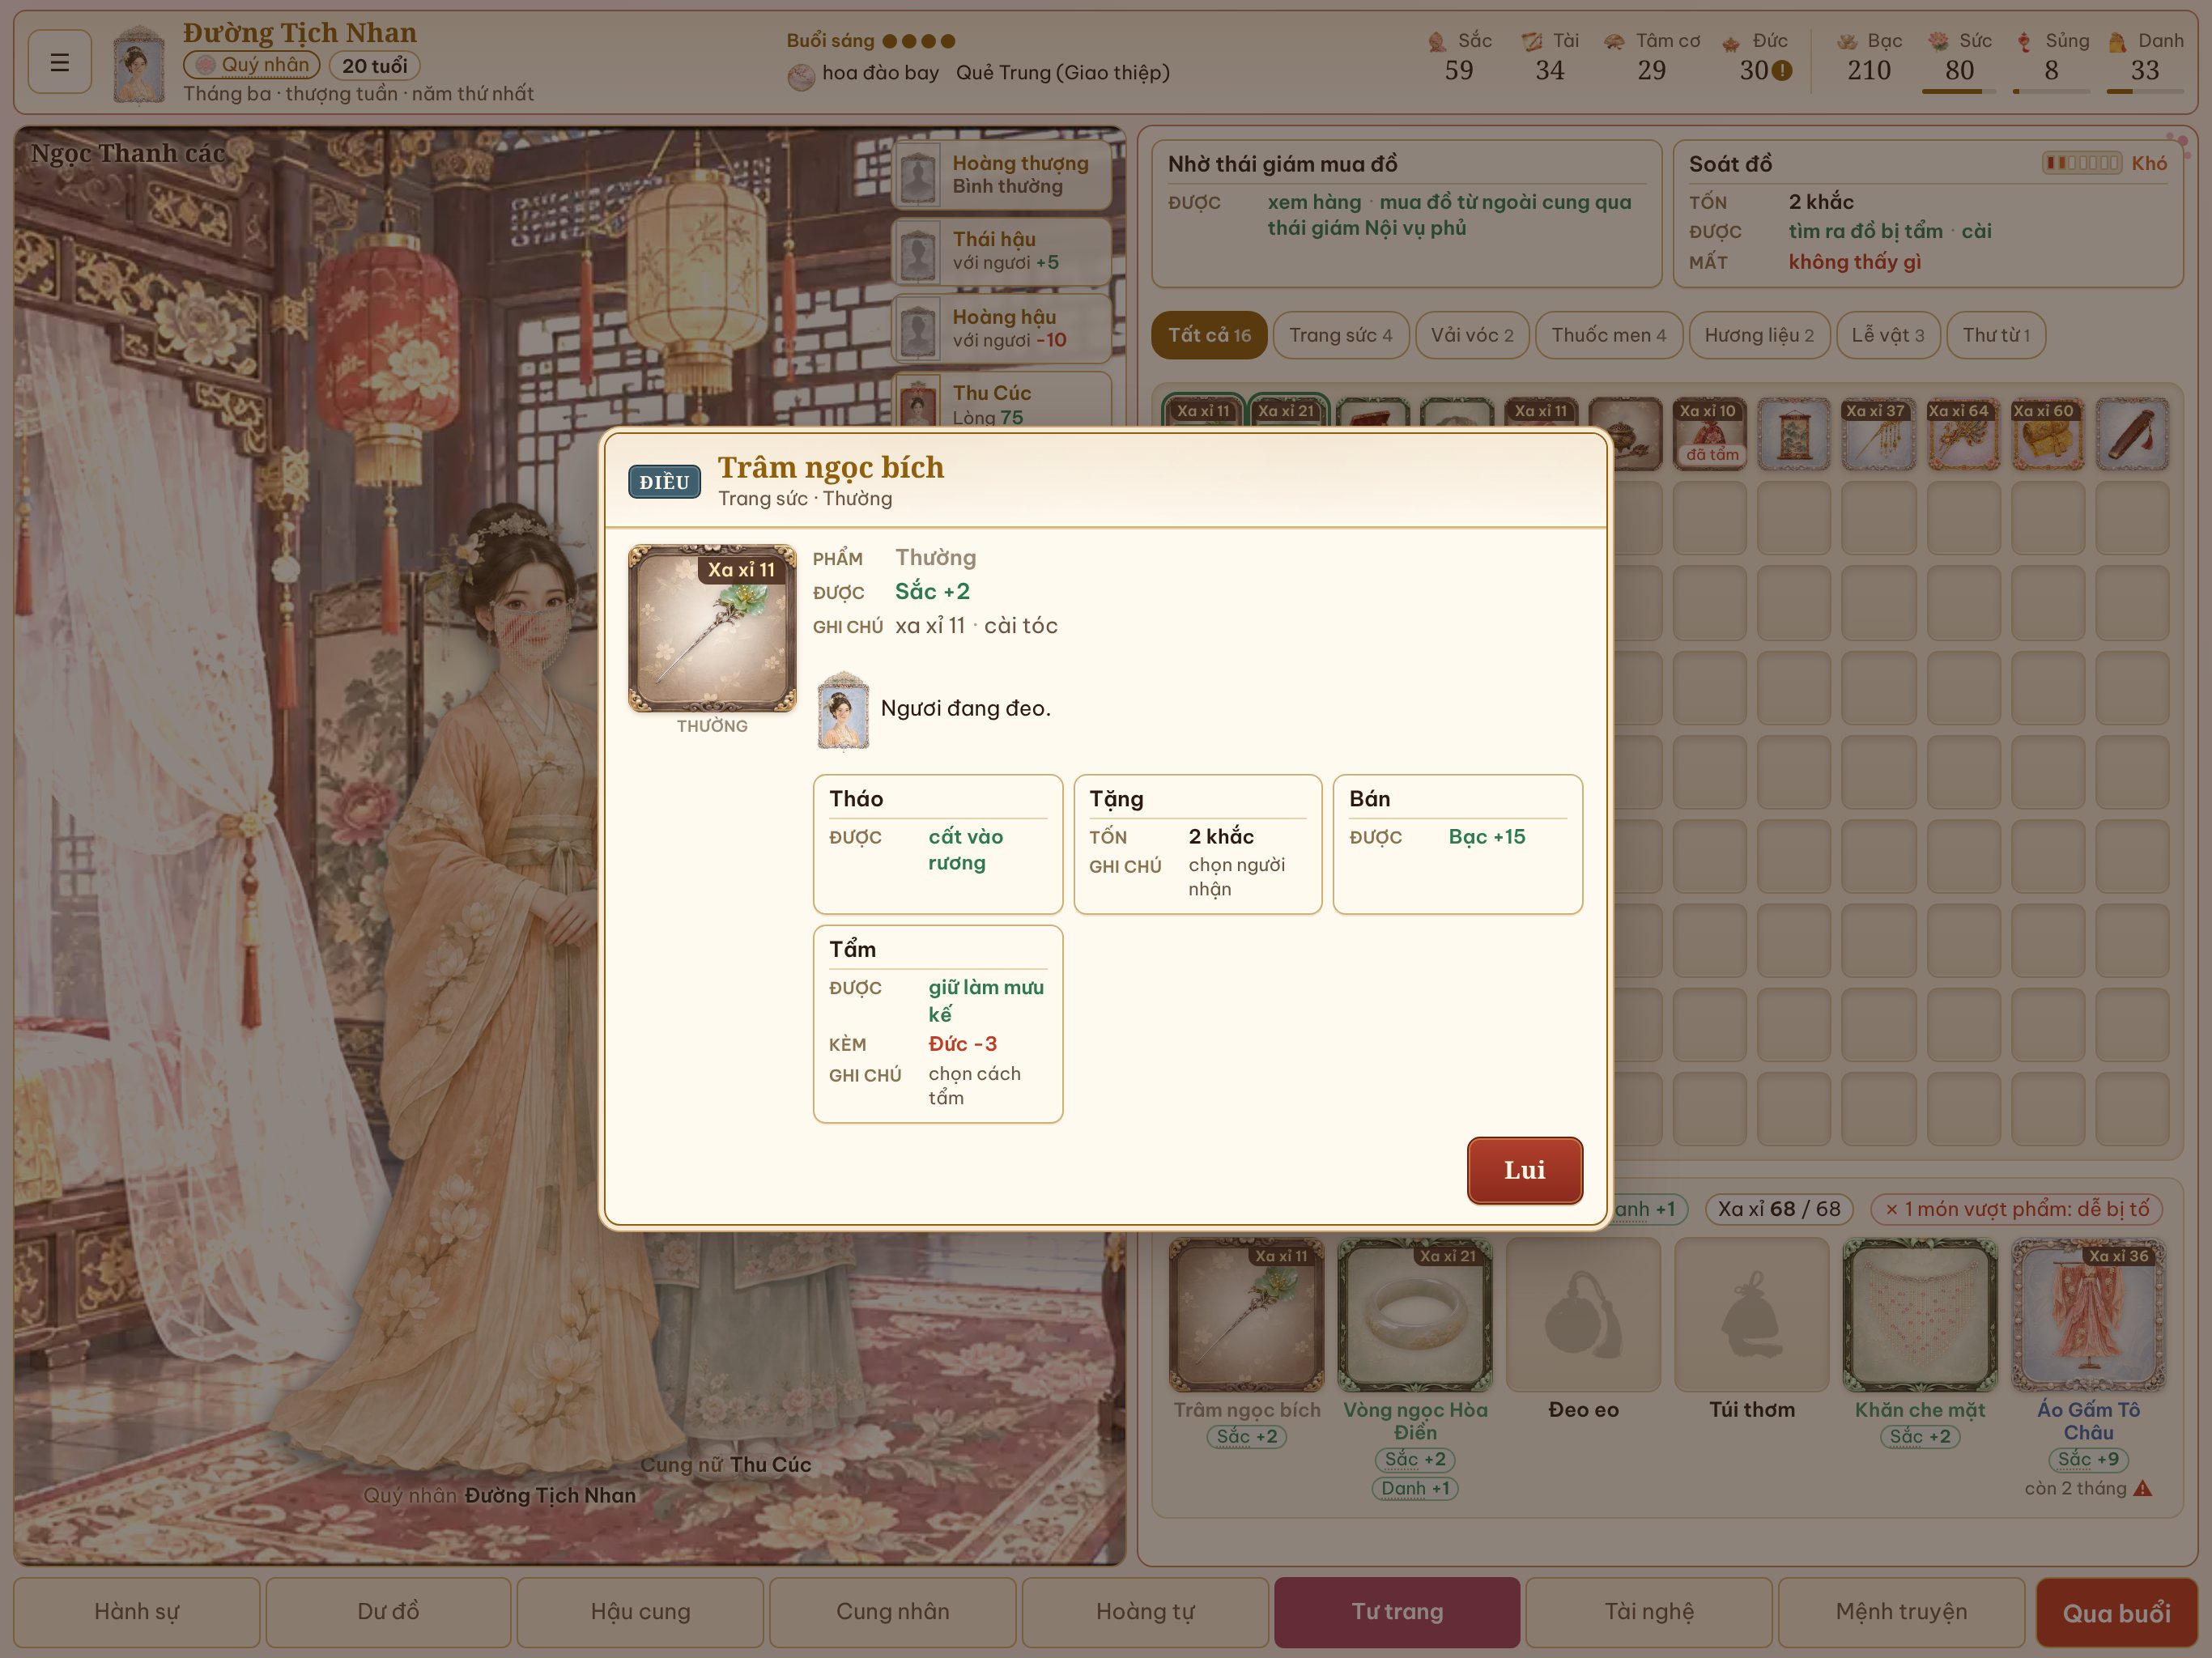 ☰
Đường Tịch Nhan
Quý nhân
20 tuổi
Tháng ba · thượng tuần · năm thứ nhất
Buổi sáng
hoa đào bay Quẻ Trung (Giao thiệp)
Sắc
59
Tài
34
Tâm cơ
29
Đức
30
Bạc
210
Sức
80
Sủng
8
Danh
33
Ngọc Thanh các
Hoàng thượng
Bình thường
Thái hậu
với ngươi +5
Hoàng hậu
với ngươi -10
Thu Cúc
Lòng 75
Nhờ thái giám mua đồ
ĐƯỢC xem hàng · mua đồ từ ngoài cung qua
thái giám Nội vụ phủ
Soát đồ
Khó
TỐN 2 khắc
ĐƯỢC tìm ra đồ bị tẩm · cài
MẤT không thấy gì
Tất cả 16
Trang sức 4
Vải vóc 2
Thuốc men 4
Hương liệu 2
Lễ vật 3
Thư từ 1
Xa xỉ 11
Xa xỉ 21
Xa xỉ 11
Xa xỉ 10
đã tẩm
Xa xỉ 37
Xa xỉ 64
Xa xỉ 60
ĐIỀU
Trâm ngọc bích
Trang sức · Thường
Xa xỉ 11
THƯỜNG
PHẨM Thường
ĐƯỢC Sắc +2
GHI CHÚ xa xỉ 11 · cài tóc
Ngươi đang đeo.
Tháo
ĐƯỢC cất vào
rương
Tặng
TỐN 2 khắc
GHI CHÚ chọn người
nhận
Bán
ĐƯỢC Bạc +15
Tẩm
ĐƯỢC giữ làm mưu
kế
KÈM Đức -3
GHI CHÚ chọn cách
tẩm
Lui
anh +1
Xa xỉ 68 / 68
× 1 món vượt phẩm: dễ bị tố
Xa xỉ 11
Trâm ngọc bích
Sắc +2
Xa xỉ 21
Vòng ngọc Hòa
Điền
Sắc +2
Danh +1
Đeo eo
Túi thơm
Khăn che mặt
Sắc +2
Xa xỉ 36
Áo Gấm Tô
Châu
Sắc +9
còn 2 tháng
Cung nữ Thu Cúc
Quý nhân Đường Tịch Nhan
Hành sự
Dư đồ
Hậu cung
Cung nhân
Hoàng tự
Tư trang
Tài nghệ
Mệnh truyện
Qua buổi